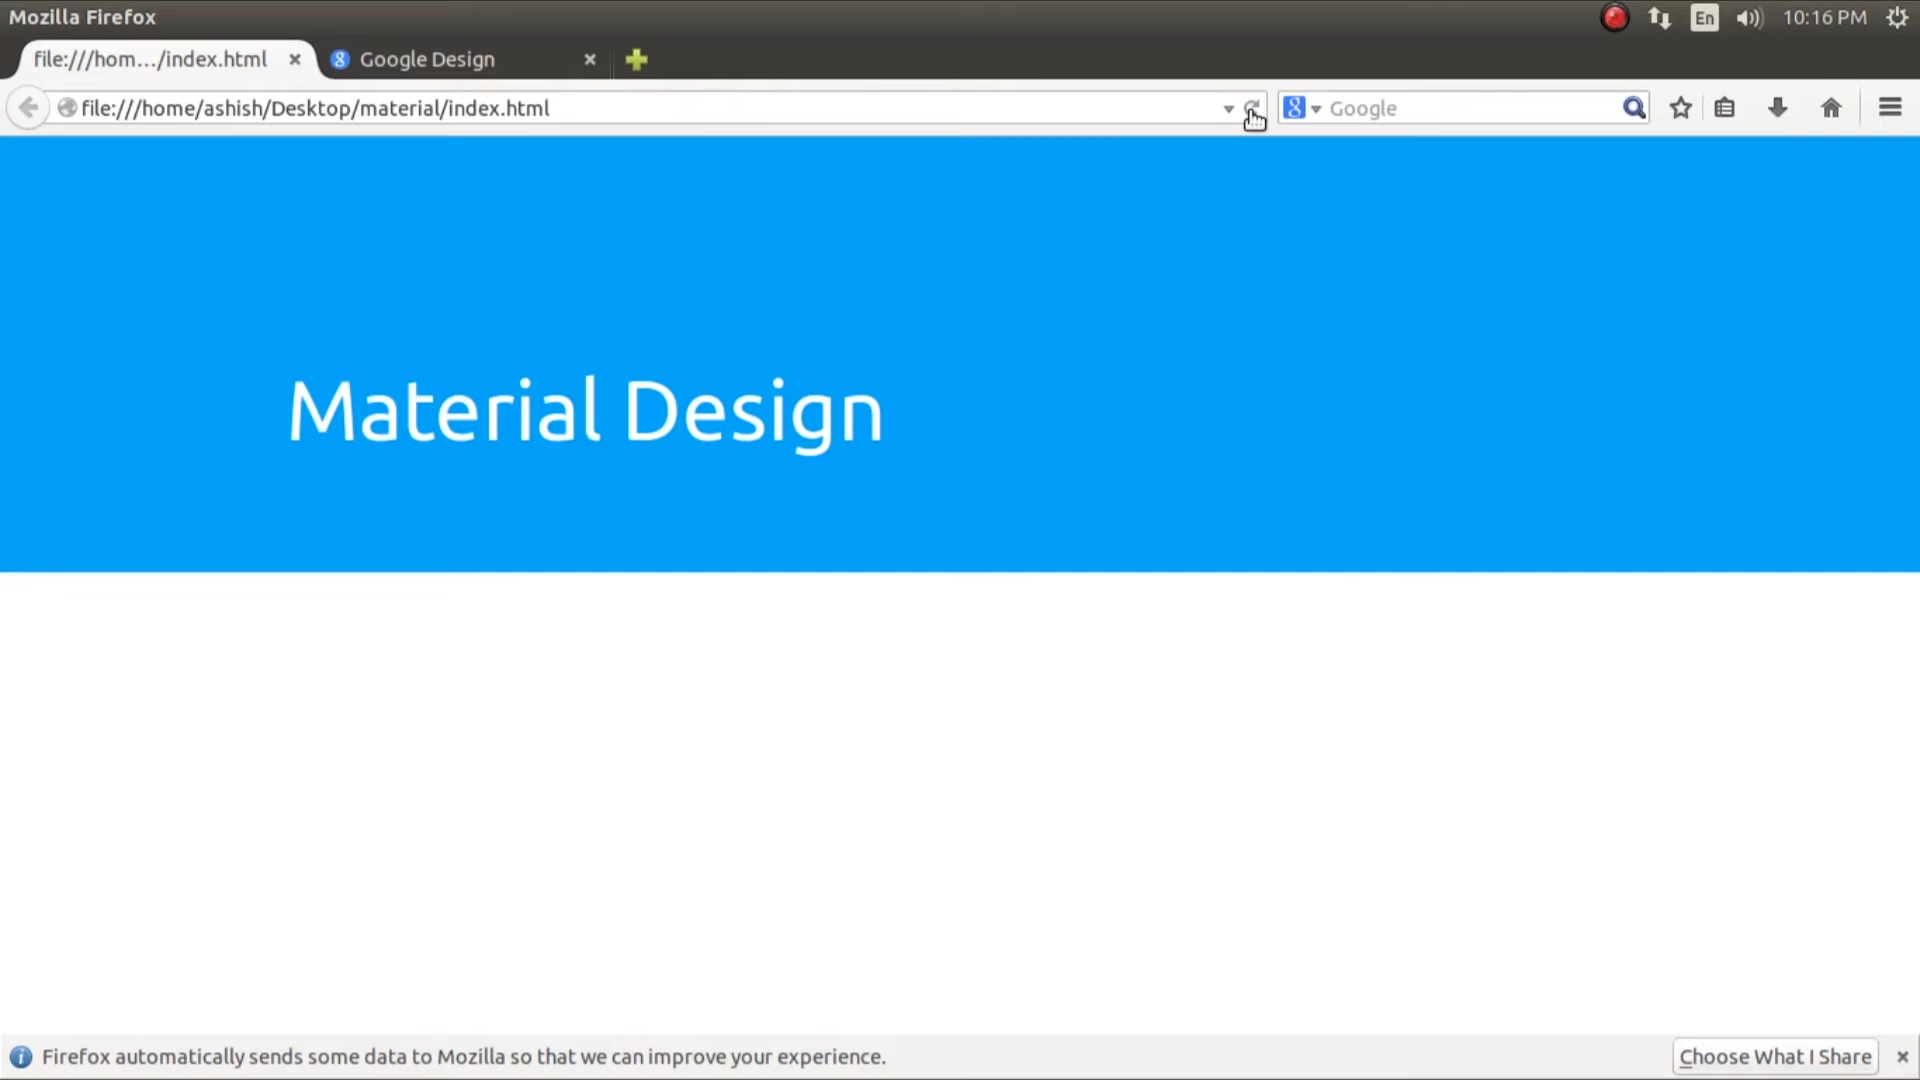 Mozilla Firefox
En
10:16 PM
file:///hom.../index.html
Google Design
file:///home/ashish/Desktop/material/index.html
Google
Material Design
Firefox automatically sends some data to Mozilla so that we can improve your experience.
Choose What I Share